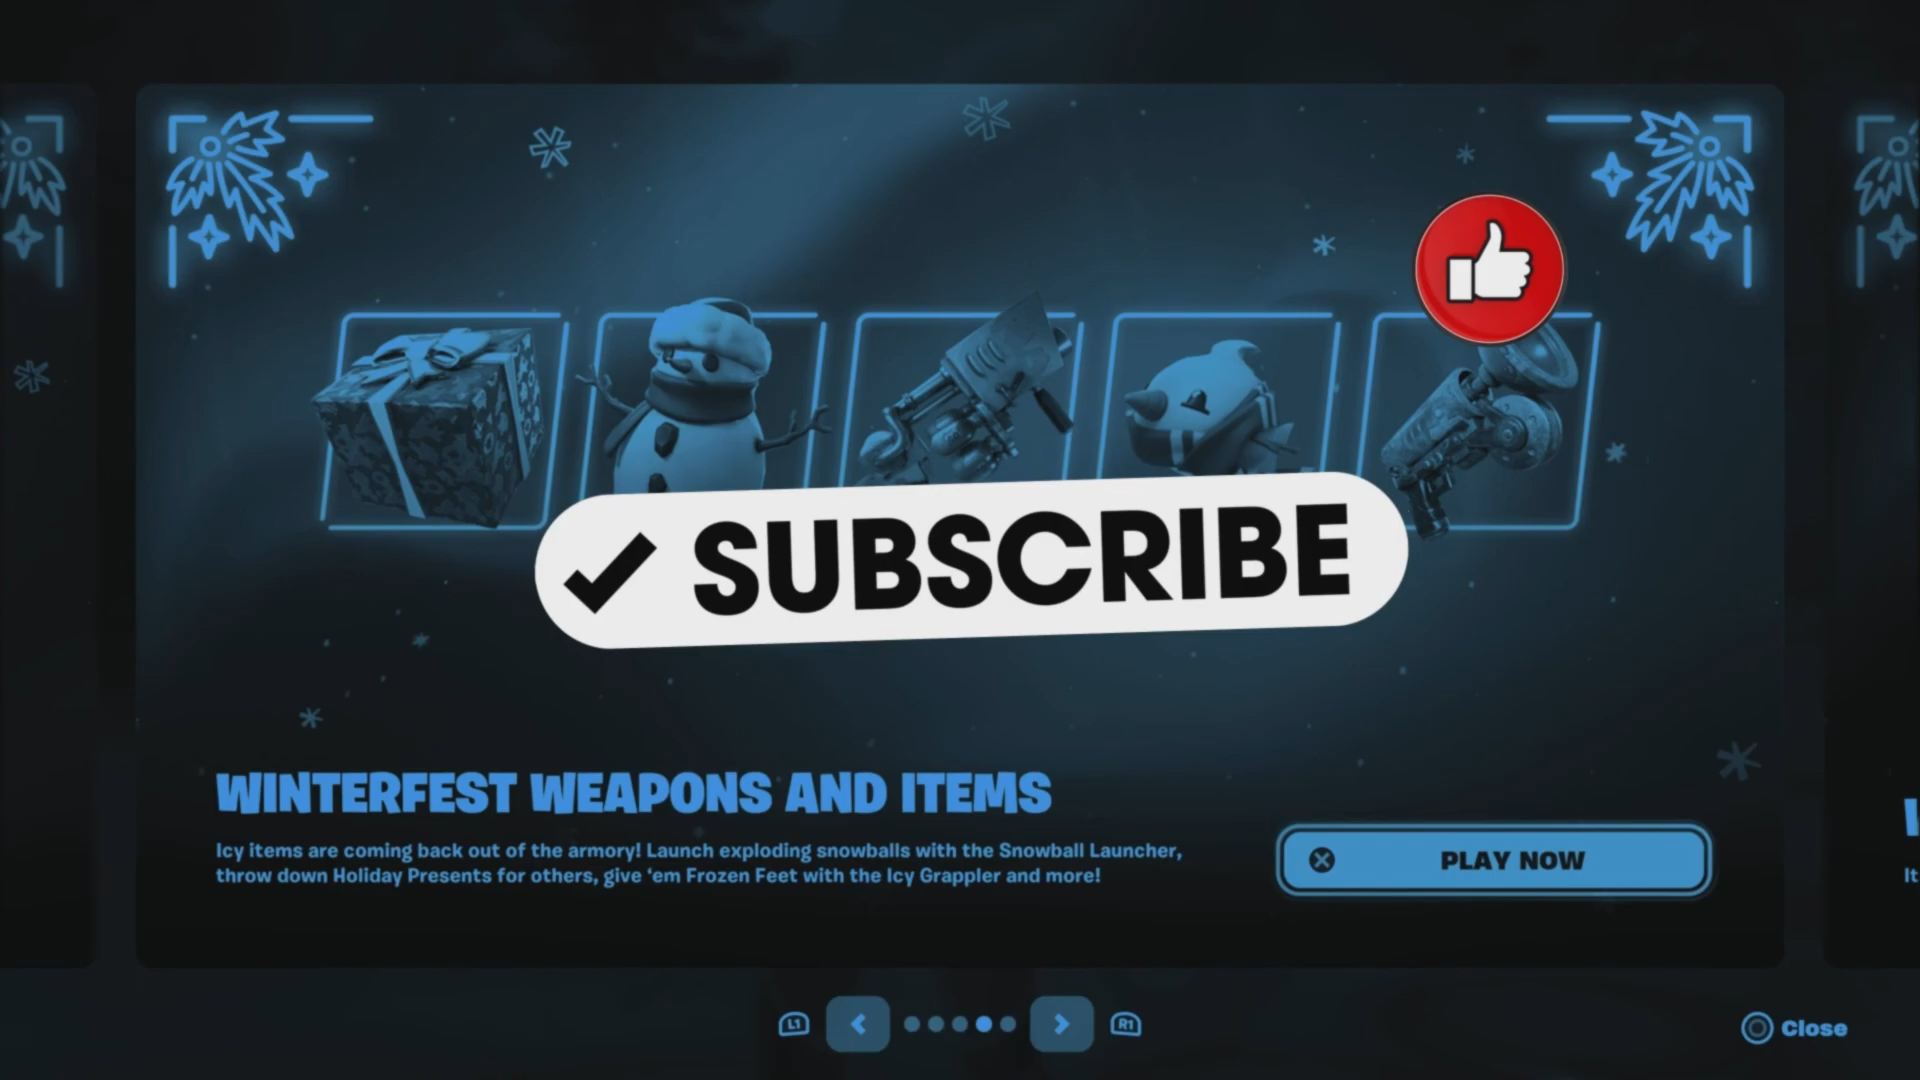 SUBSCRIBE
WINTERFEST WEAPONS AND ITEMS
Icy items are coming back out of the armory! Launch exploding snowballs with the Snowball Launcher,
throw down Holiday Presents for others, give ‘em Frozen Feet with the Icy Grappler and more!
PLAY NOW
It
L1
R1
Close